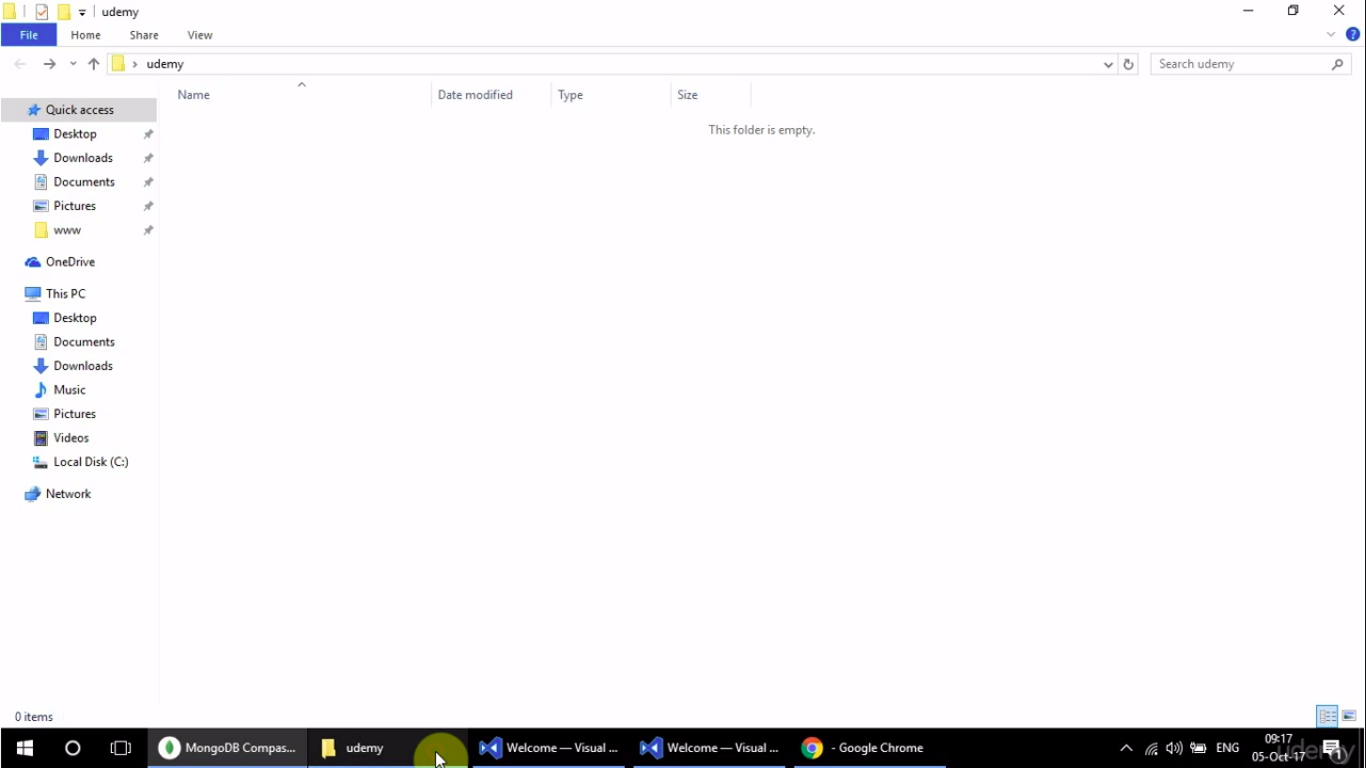 udemy
File
Home
Share
View
udemy
Search udemy
Name
Date modified
Type
Size
This folder is empty.
Quick access
Desktop
Downloads
Documents
Pictures
www
OneDrive
This PC
Desktop
Documents
Downloads
Music
Pictures
Videos
Local Disk (C:)
Network
0 items
MongoDB Compas...
udemy
Welcome — Visual ...
Welcome — Visual ...
- Google Chrome
ENG
09:17
05-Oct-17
1
udemy